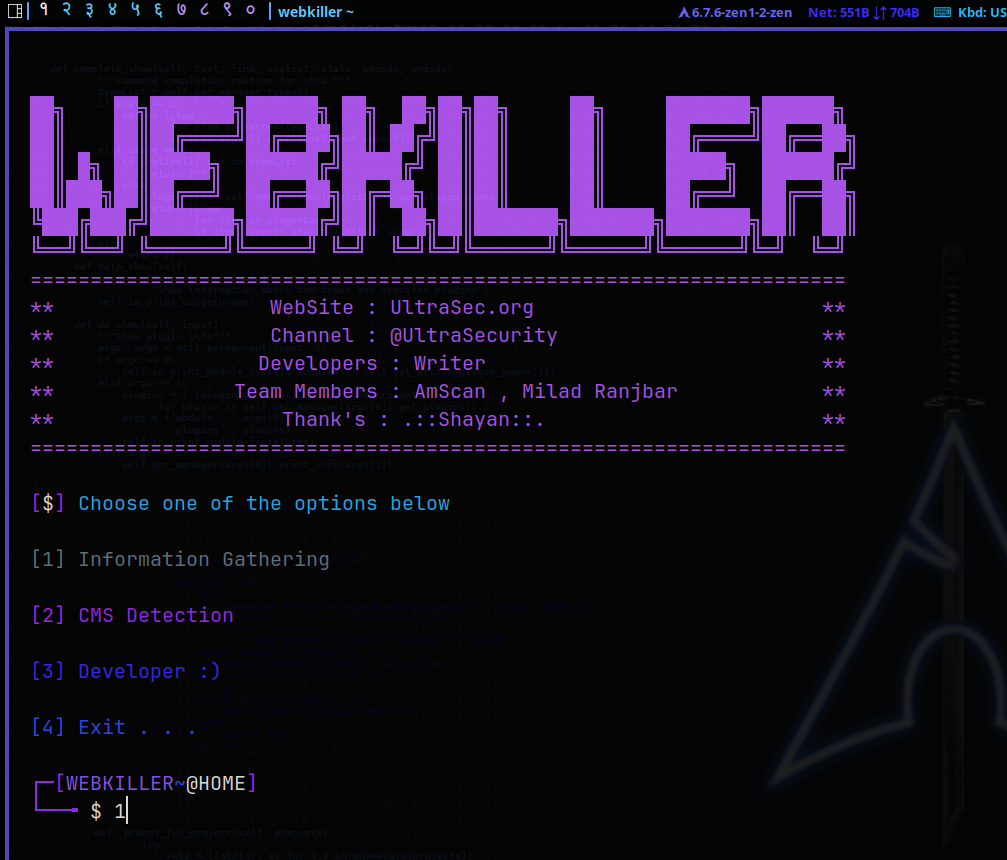 १ २ ३ ४ ५ ६ ७ ८ ९ ० webkiller ~ 6.7.6-zen1-2-zen Net: 551B ↓↑ 704B Kbd: US
WEBKILLER
====================================================================
** WebSite : UltraSec.org **
** Channel : @UltraSecurity **
** Developers : Writer **
** Team Members : AmScan , Milad Ranjbar **
** Thank's : .::Shayan::. **
====================================================================
[$] Choose one of the options below
[1] Information Gathering
[2] CMS Detection
[3] Developer :)
[4] Exit . . .
[WEBKILLER~@HOME]
$ 1